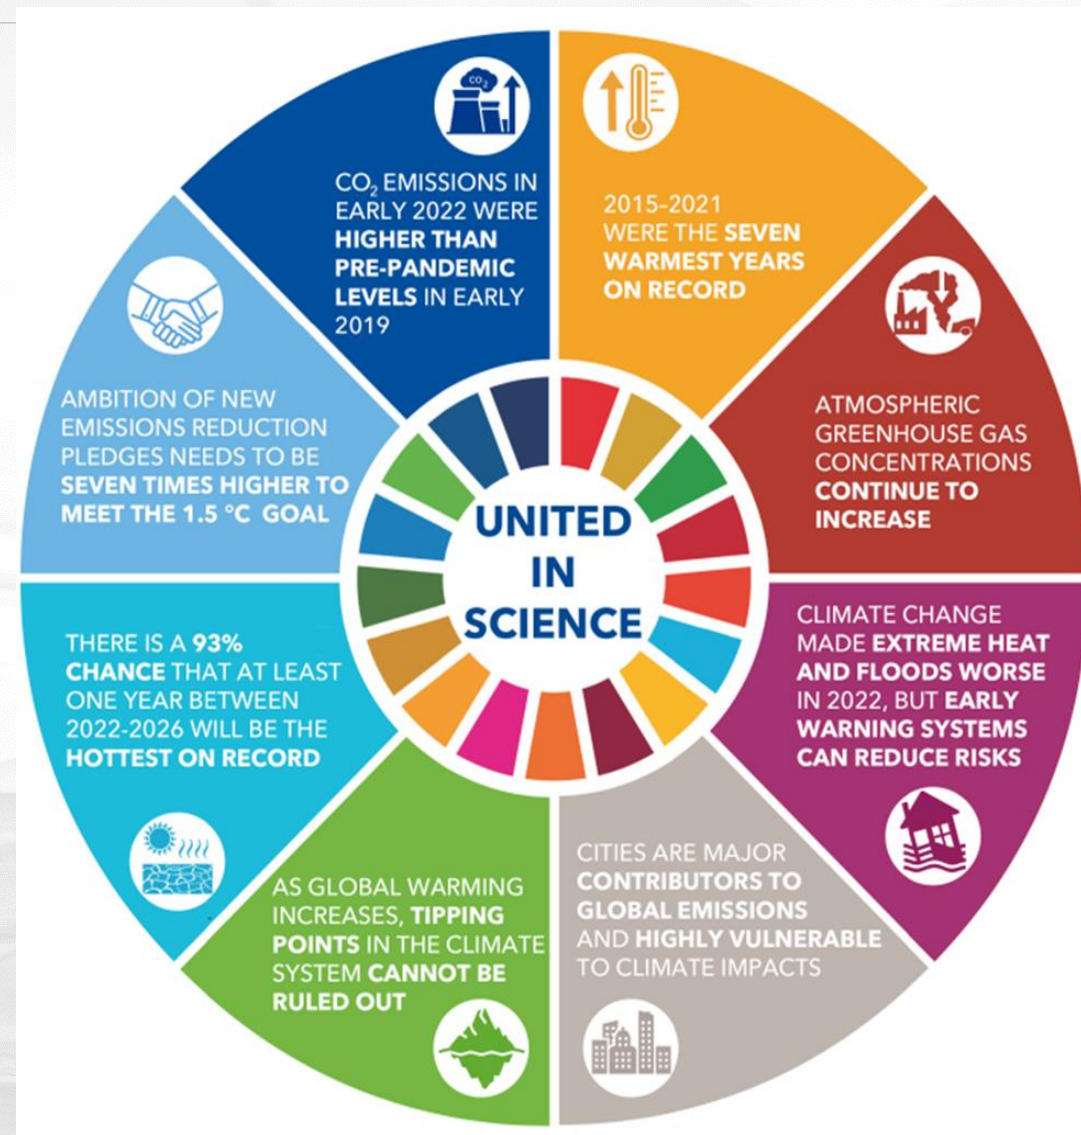 CO₂
CO₂ EMISSIONS IN
EARLY 2022 WERE
HIGHER THAN
PRE-PANDEMIC
LEVELS IN EARLY
2019
2015–2021
WERE THE SEVEN
WARMEST YEARS
ON RECORD
ATMOSPHERIC
GREENHOUSE GAS
CONCENTRATIONS
CONTINUE TO
INCREASE
CLIMATE CHANGE
MADE EXTREME HEAT
AND FLOODS WORSE
IN 2022, BUT EARLY
WARNING SYSTEMS
CAN REDUCE RISKS
CITIES ARE MAJOR
CONTRIBUTORS TO
GLOBAL EMISSIONS
AND HIGHLY VULNERABLE
TO CLIMATE IMPACTS
AS GLOBAL WARMING
INCREASES, TIPPING
POINTS IN THE CLIMATE
SYSTEM CANNOT BE
RULED OUT
THERE IS A 93%
CHANCE THAT AT LEAST
ONE YEAR BETWEEN
2022-2026 WILL BE THE
HOTTEST ON RECORD
AMBITION OF NEW
EMISSIONS REDUCTION
PLEDGES NEEDS TO BE
SEVEN TIMES HIGHER TO
MEET THE 1.5 °C GOAL
UNITED
IN
SCIENCE